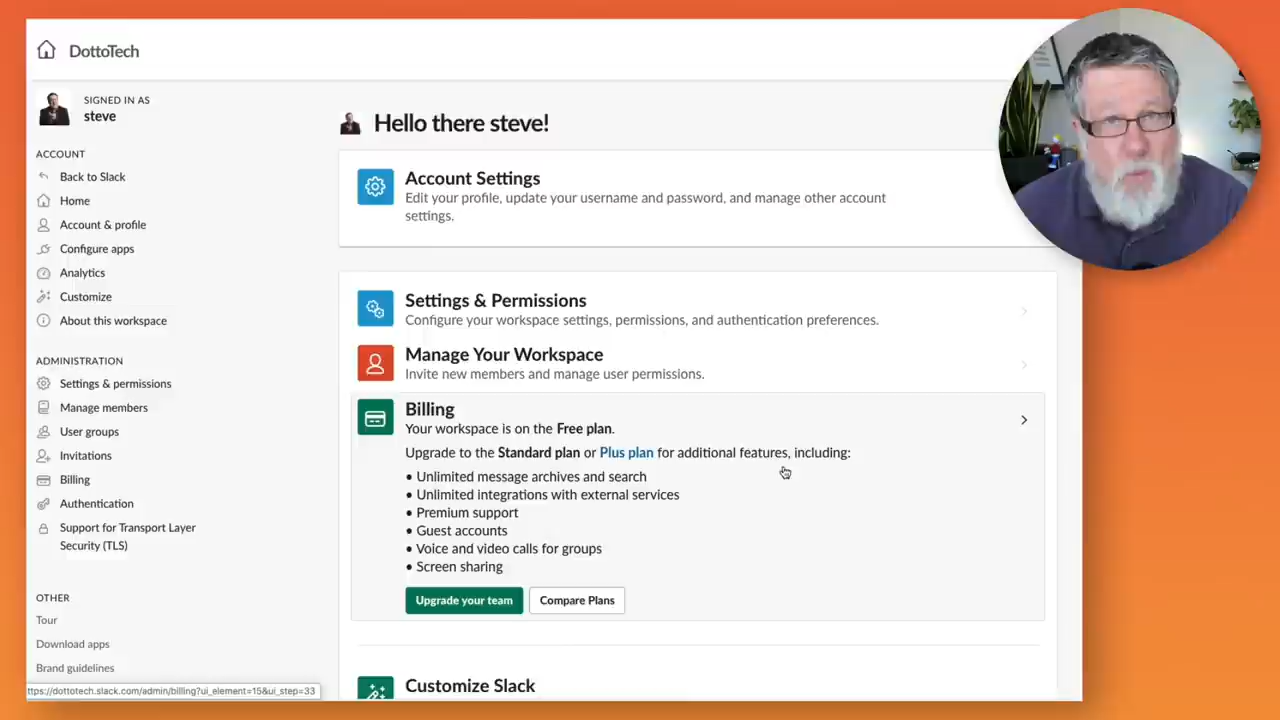 DottoTech
SIGNED IN AS
steve
ACCOUNT
Back to Slack
Home
Account & profile
Configure apps
Analytics
Customize
About this workspace
ADMINISTRATION
Settings & permissions
Manage members
User groups
Invitations
Billing
Authentication
Support for Transport Layer
Security (TLS)
OTHER
Tour
Download apps
Brand guidelines
ttps://dottotech.slack.com/admin/billing?ui_element=15&ui_step=33
Hello there steve!
Account Settings
Edit your profile, update your username and password, and manage other account
settings.
Settings & Permissions
Configure your workspace settings, permissions, and authentication preferences.
Manage Your Workspace
Invite new members and manage user permissions.
Billing
Your workspace is on the Free plan.
Upgrade to the Standard plan or Plus plan for additional features, including:
• Unlimited message archives and search
• Unlimited integrations with external services
• Premium support
• Guest accounts
• Voice and video calls for groups
• Screen sharing
Upgrade your team Compare Plans
Customize Slack